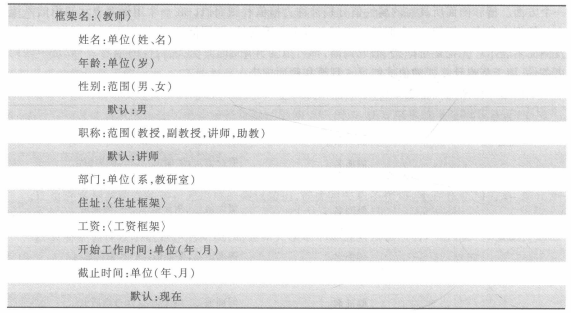 框架名:〈教师〉
姓名:单位(姓、名)
年龄:单位(岁)
性别:范围(男、女)
默认:男
职称:范围(教授,副教授,讲师,助教)
默认:讲师
部门:单位(系,教研室)
住址:〈住址框架〉
工资:〈工资框架〉
开始工作时间:单位(年、月)
截止时间:单位(年、月)
默认:现在